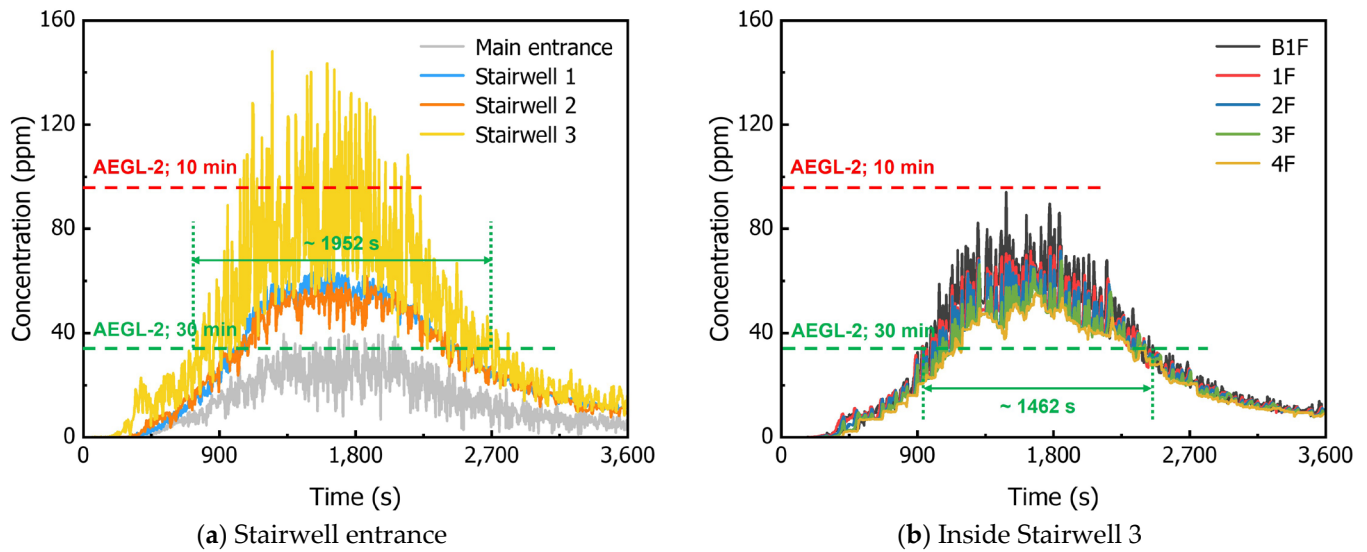 160
120
80
40
0
Concentration (ppm)
Main entrance
Stairwell 1
Stairwell 2
Stairwell 3
AEGL-2; 10 min
~ 1952 s
AEGL-2; 30 min
0 900 1,800 2,700 3,600
Time (s)
(a) Stairwell entrance
160
120
80
40
0
Concentration (ppm)
B1F
1F
2F
3F
4F
AEGL-2; 10 min
AEGL-2; 30 min
~ 1462 s
0 900 1,800 2,700 3,600
Time (s)
(b) Inside Stairwell 3